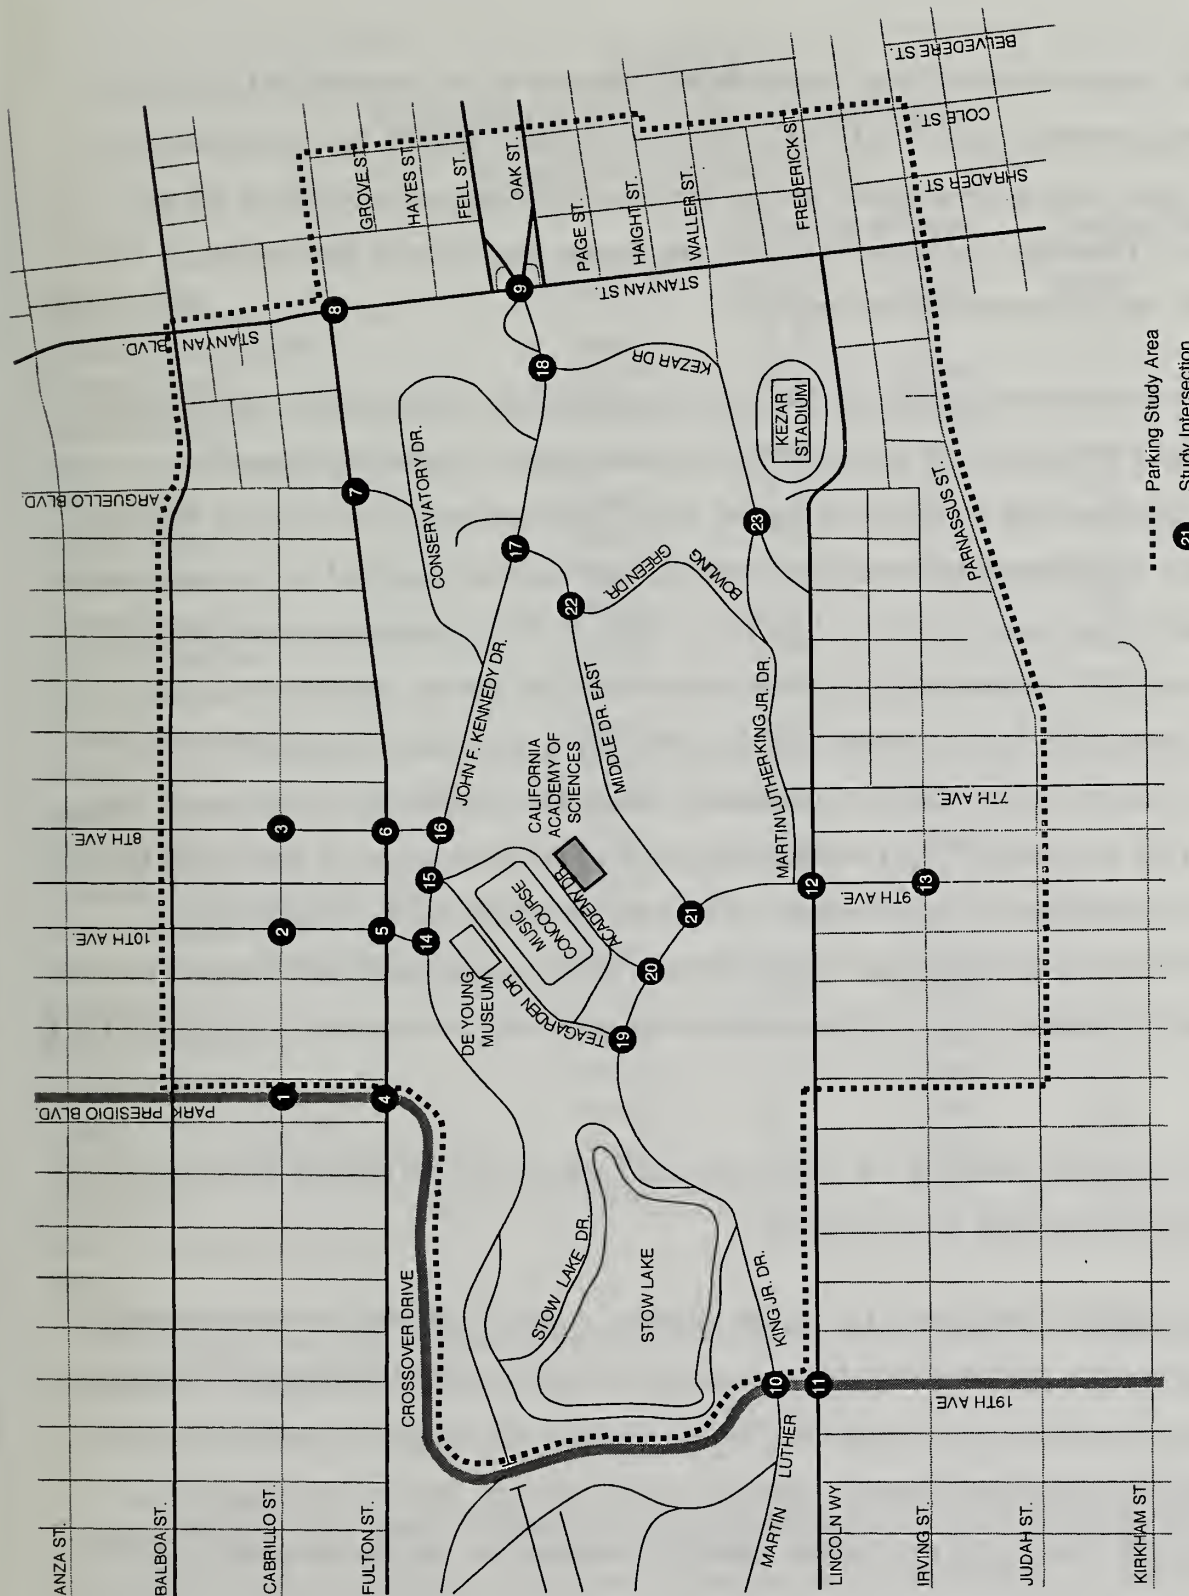 BELVEDERE ST.
COLE ST.
SHRADER ST.
GROVE ST.
HAYES ST.
FELL ST.
OAK ST.
PAGE ST.
HAIGHT ST.
WALLER ST.
FREDERICK ST.
STANYAN
BLVD.
STANYAN ST.
8
9
18
KEZAR DR
KEZAR
STADIUM
ARGUELLO BLVD
7
CONSERVATORY DR.
17
22
23
BOWLING
GREEN DR.
PARNASSUS ST.
JOHN F. KENNEDY DR.
MIDDLE DR. EAST
MARTIN LUTHER KING JR. DR.
CALIFORNIA
ACADEMY OF
SCIENCES
8TH AVE.
3
6
16
15
7TH AVE.
10TH AVE.
2
5
14
MUSIC
CONCOURSE
ACADEMY DR.
21
12
9TH AVE.
13
20
DE YOUNG
MUSEUM
TEAGARDEN DR
19
PARK PRESIDIO BLVD.
1
4
CROSSOVER DRIVE
STOW LAKE DR.
STOW LAKE
KING JR. DR.
10
11
19TH AVE
LUTHER
MARTIN
ANZA ST.
BALBOA ST.
CABRILLO ST.
FULTON ST.
LINCOLN WY
IRVING ST.
JUDAH ST.
KIRKHAM ST
Parking Study Area
21 Study Intersection